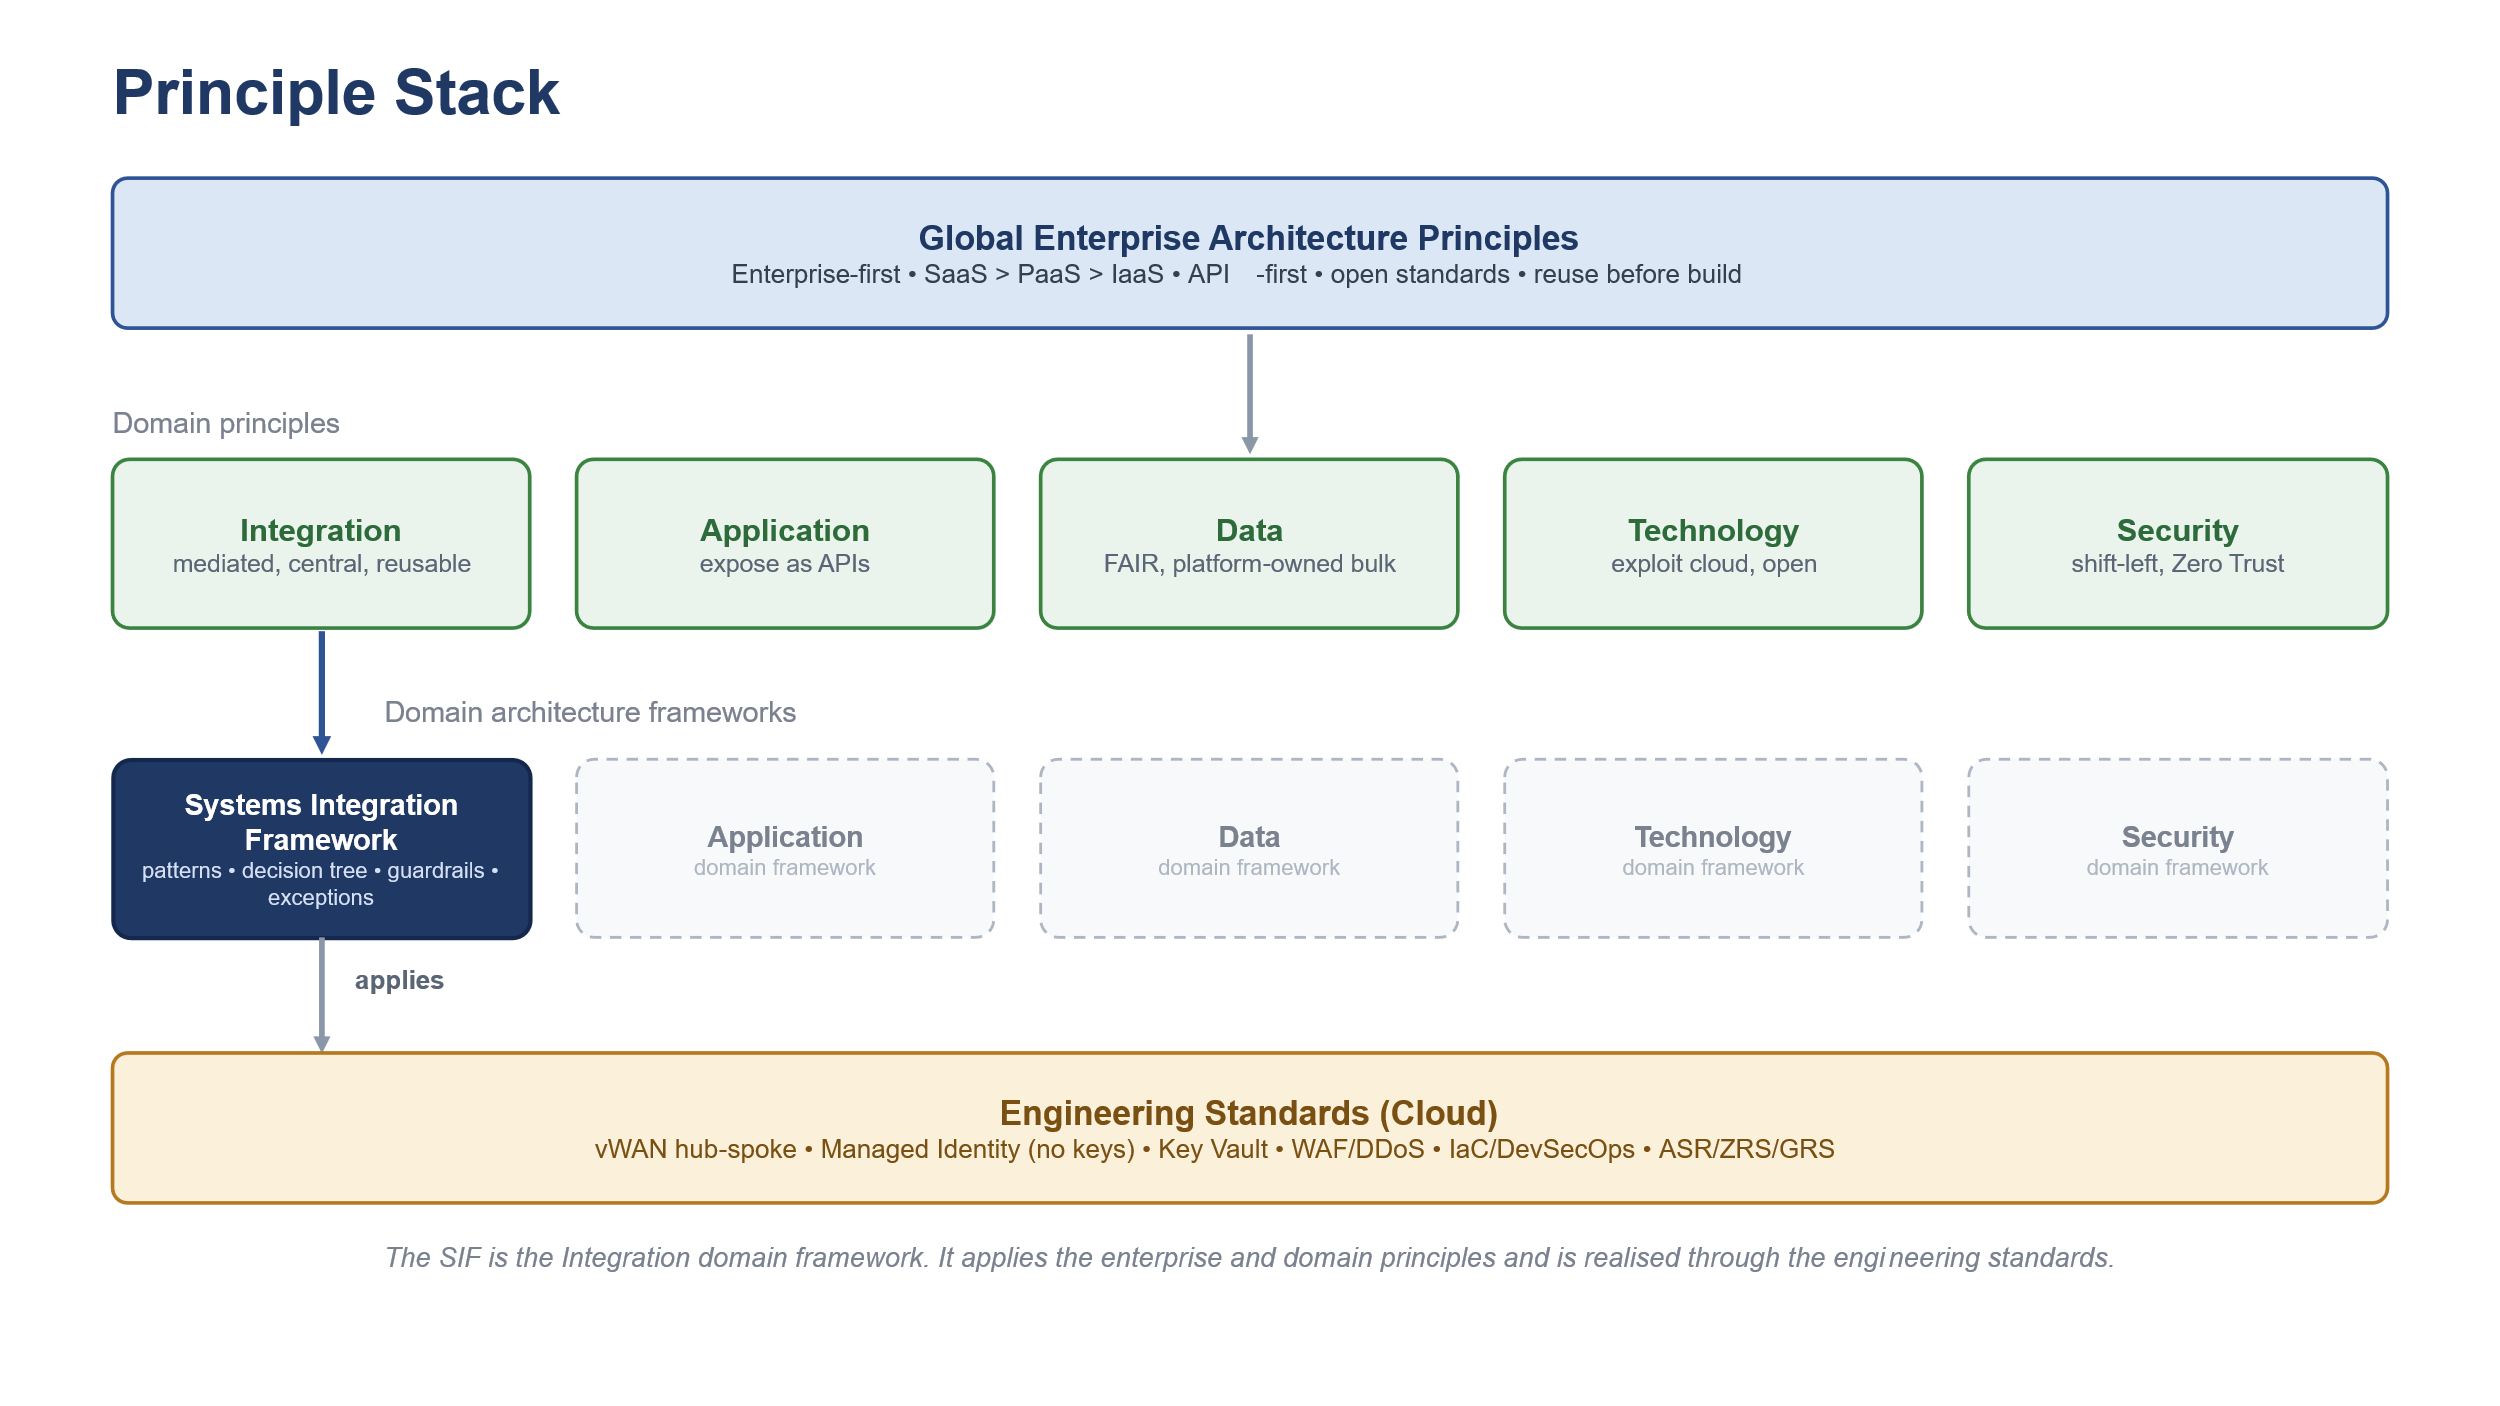 Principle Stack
Global Enterprise Architecture Principles
Enterprise-first • SaaS > PaaS > IaaS • API -first • open standards • reuse before build
Domain principles
Integration
mediated, central, reusable
Application
expose as APIs
Data
FAIR, platform-owned bulk
Technology
exploit cloud, open
Security
shift-left, Zero Trust
Domain architecture frameworks
Systems Integration
Framework
patterns • decision tree • guardrails •
exceptions
Application
domain framework
Data
domain framework
Technology
domain framework
Security
domain framework
applies
Engineering Standards (Cloud)
vWAN hub-spoke • Managed Identity (no keys) • Key Vault • WAF/DDoS • IaC/DevSecOps • ASR/ZRS/GRS
The SIF is the Integration domain framework. It applies the enterprise and domain principles and is realised through the engineering standards.